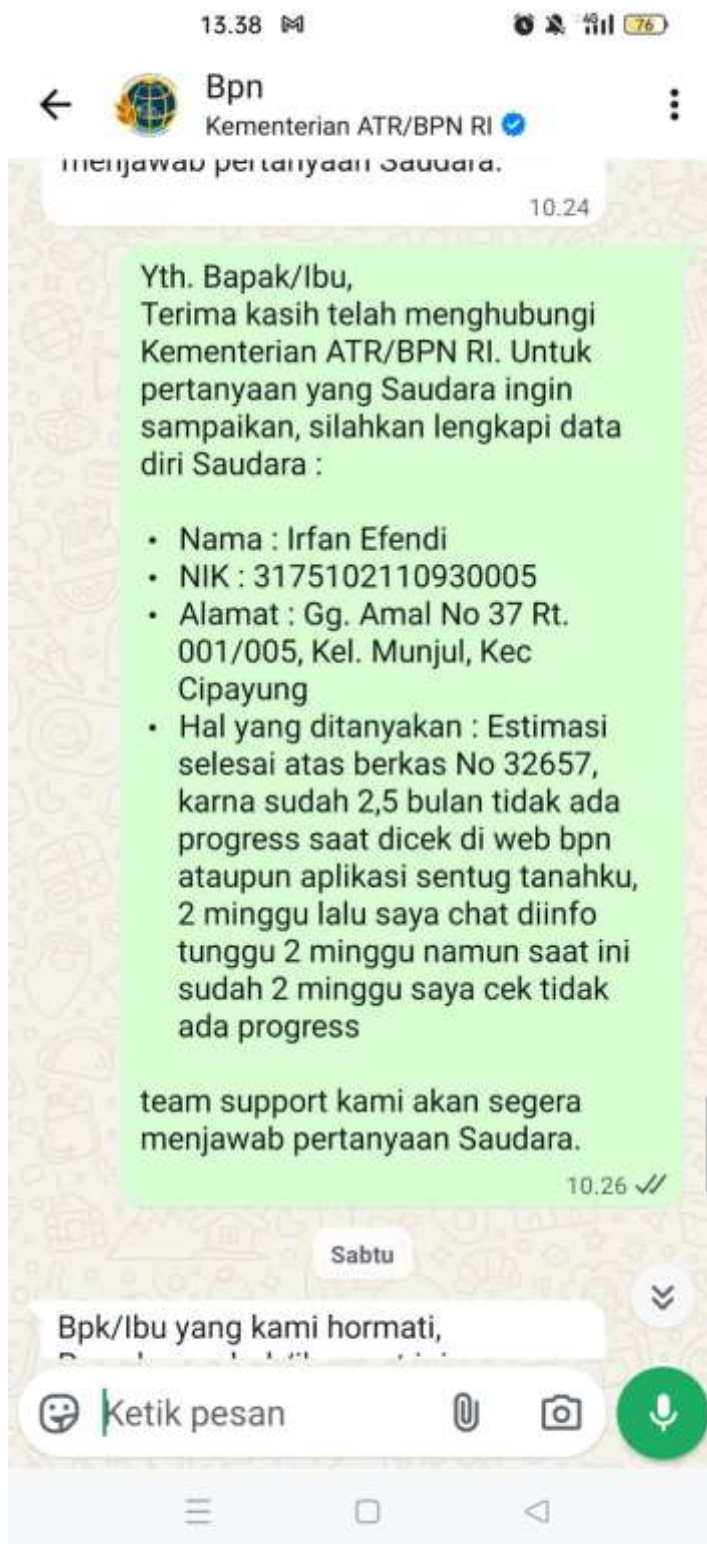 13.38
4G 76
Bpn
Kementerian ATR/BPN RI
menjawab pertanyaan Saudara.
10.24
Yth. Bapak/Ibu,
Terima kasih telah menghubungi
Kementerian ATR/BPN RI. Untuk
pertanyaan yang Saudara ingin
sampaikan, silahkan lengkapi data
diri Saudara :
• Nama : Irfan Efendi
• NIK : 3175102110930005
• Alamat : Gg. Amal No 37 Rt.
001/005, Kel. Munjul, Kec
Cipayung
• Hal yang ditanyakan : Estimasi
selesai atas berkas No 32657,
karna sudah 2,5 bulan tidak ada
progress saat dicek di web bpn
ataupun aplikasi sentug tanahku,
2 minggu lalu saya chat diinfo
tunggu 2 minggu namun saat ini
sudah 2 minggu saya cek tidak
ada progress
team support kami akan segera
menjawab pertanyaan Saudara.
10.26
Sabtu
Bpk/Ibu yang kami hormati,
Ketik pesan